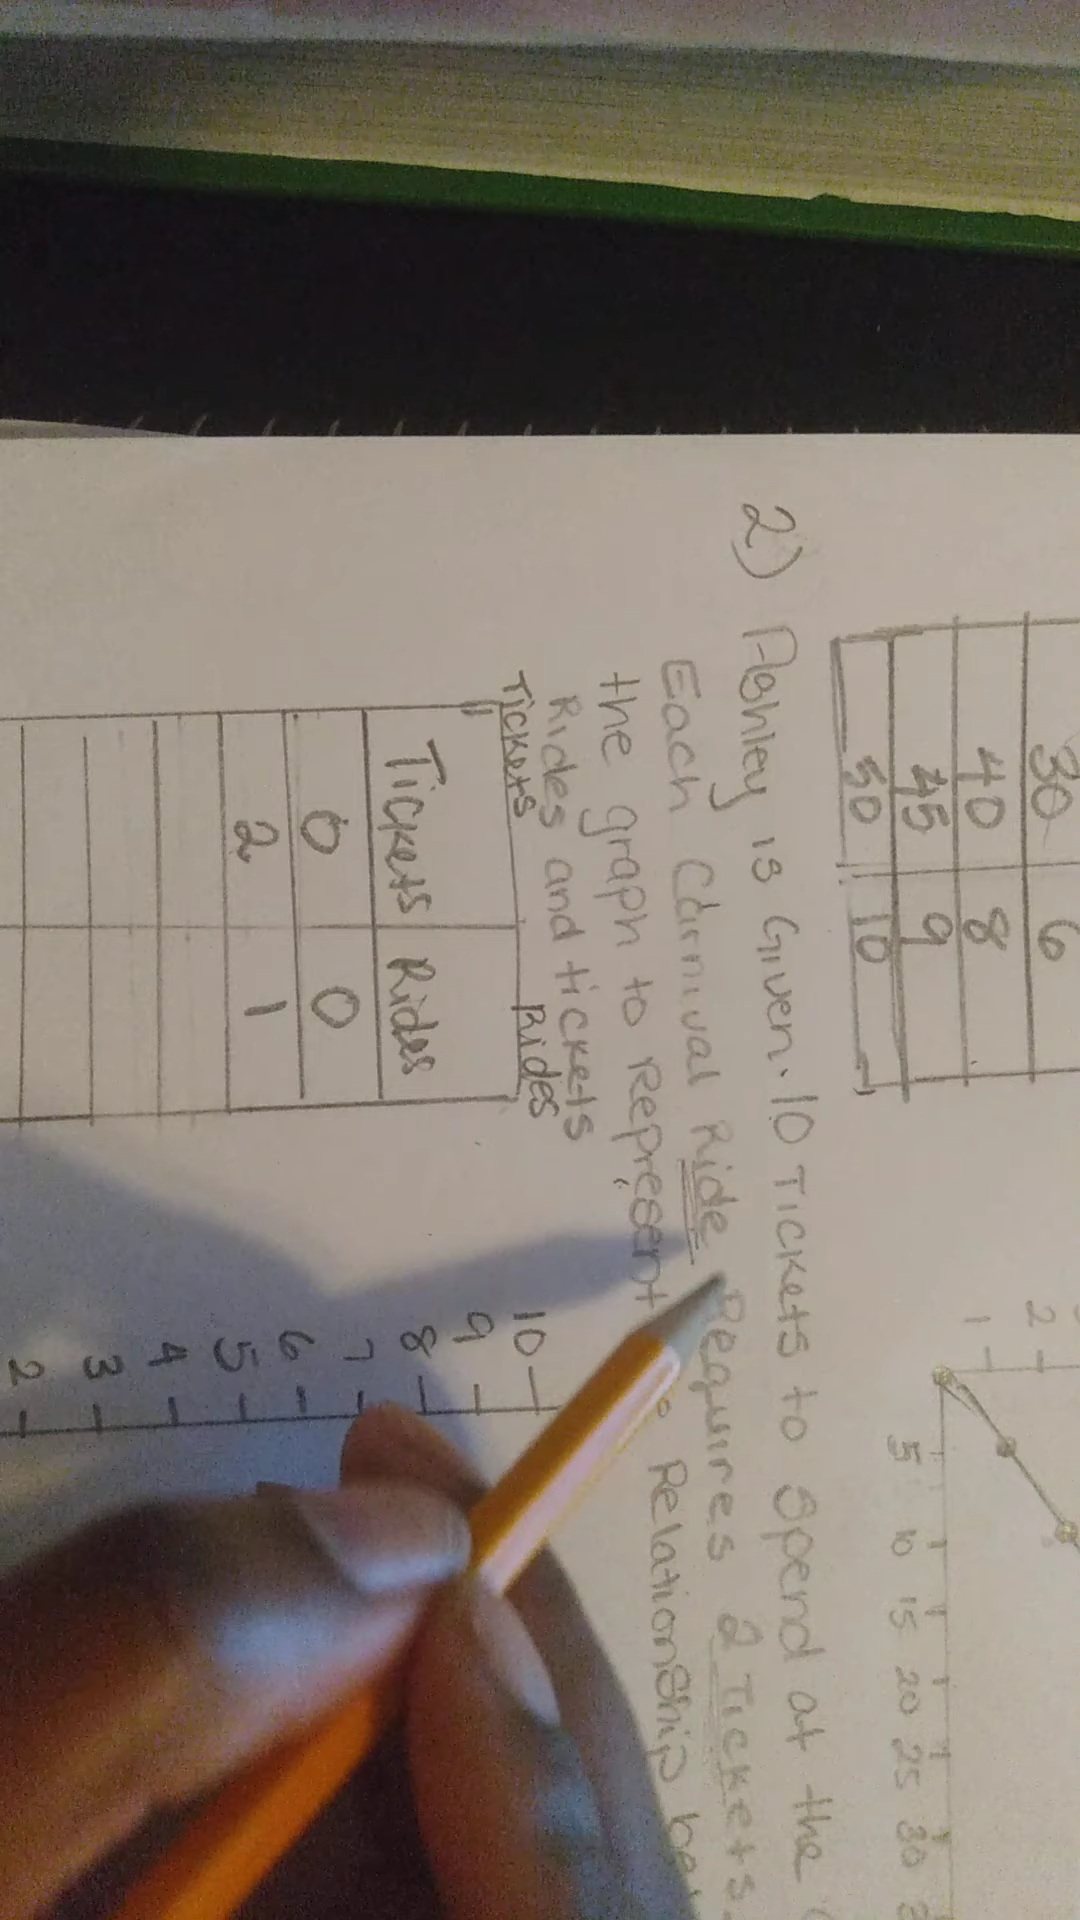 30 6
40 8
45 9
50 10
2
1
5 10 15 20 25 30
2) Ashley is Given 10 Tickets to Spend at the
Each Carnival Ride Requires 2 Tickets.
the graph to Represent Relationship
Rides and tickets
Tickets Rides
Tickets Rides
0 0
2 1
10
9
8
7
6
5
4
3
2